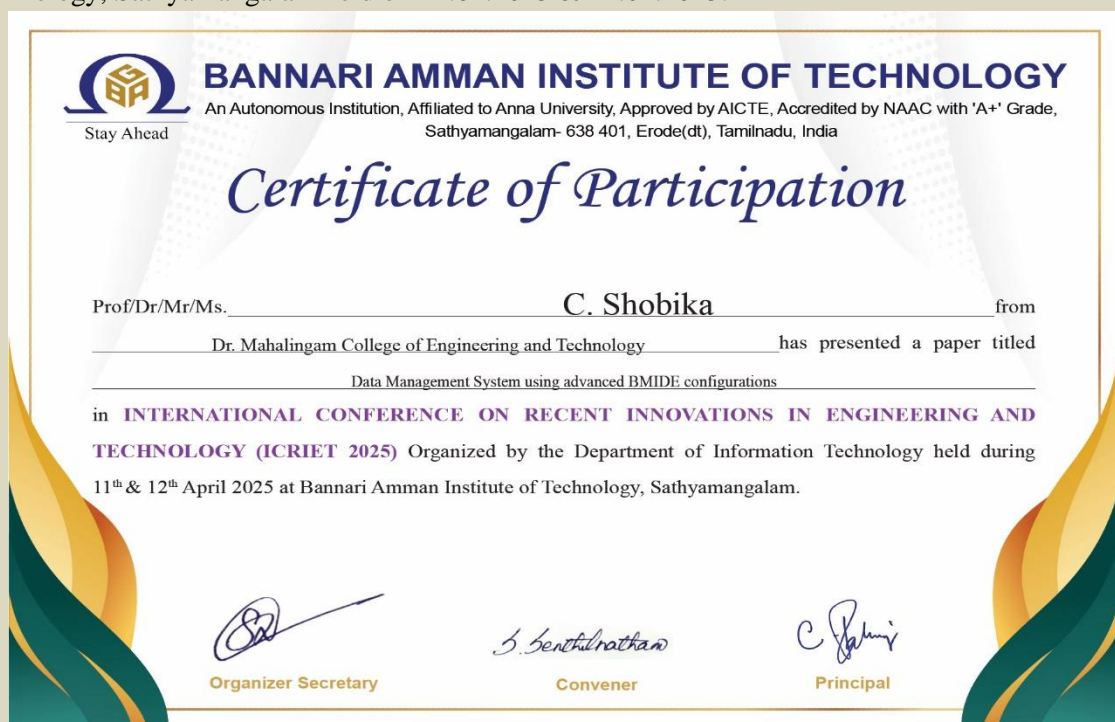 BANNARI AMMAN INSTITUTE OF TECHNOLOGY
An Autonomous Institution, Affiliated to Anna University, Approved by AICTE, Accredited by NAAC with 'A+' Grade,
Sathyamangalam- 638 401, Erode(dt), Tamilnadu, India
BGA
Stay Ahead
Certificate of Participation
Prof/Dr/Mr/Ms. C. Shobika from
Dr. Mahalingam College of Engineering and Technology has presented a paper titled
Data Management System using advanced BMIDE configurations
in INTERNATIONAL CONFERENCE ON RECENT INNOVATIONS IN ENGINEERING AND
TECHNOLOGY (ICRIET 2025) Organized by the Department of Information Technology held during
11th & 12th April 2025 at Bannari Amman Institute of Technology, Sathyamangalam.
S. Senthilnathan
Organizer Secretary Convener Principal